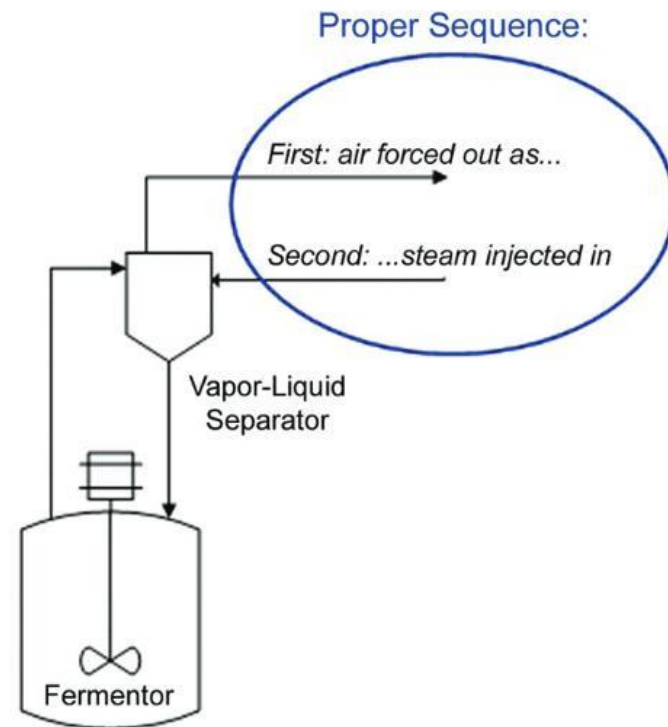 Proper Sequence:
First: air forced out as...
Second: ...steam injected in
Vapor-Liquid
Separator
Fermentor